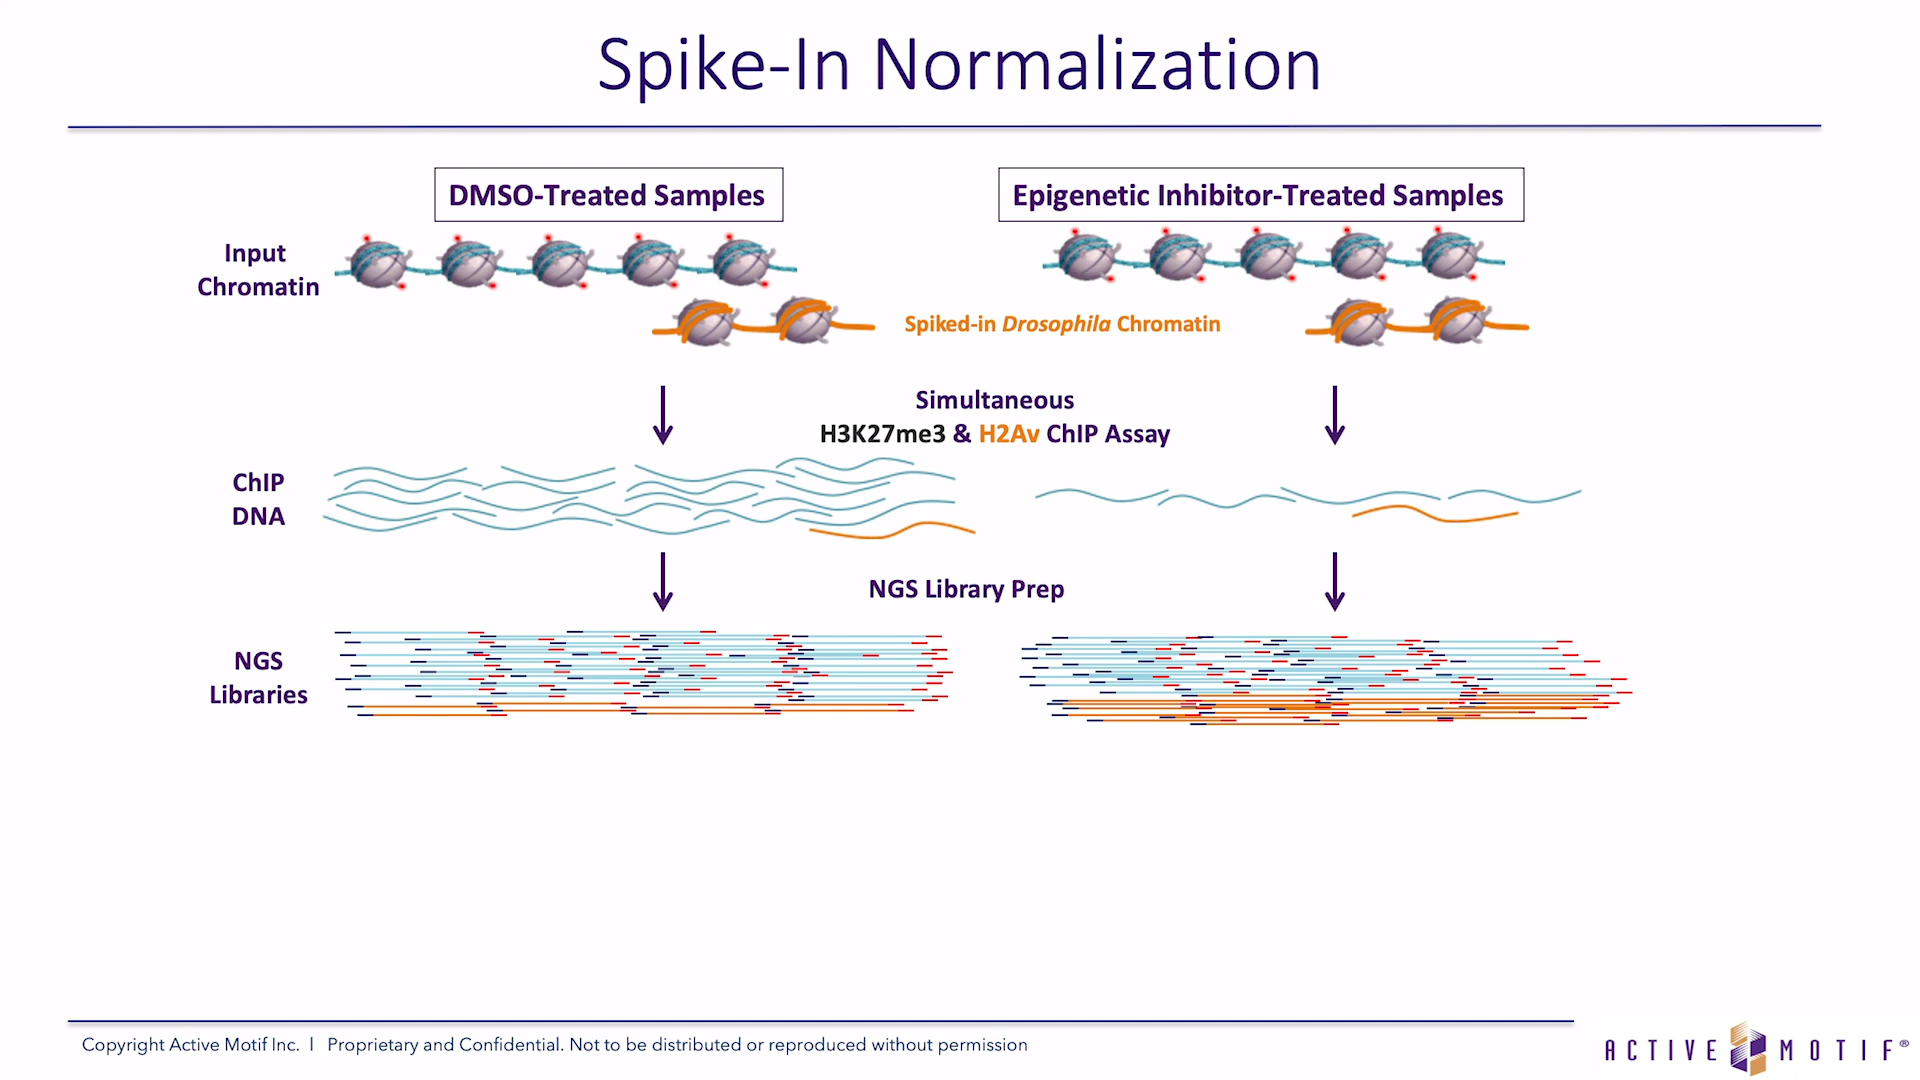 Spike-In Normalization
DMSO-Treated Samples
Epigenetic Inhibitor-Treated Samples
Input
Chromatin
Spiked-in Drosophila Chromatin
Simultaneous
H3K27me3 & H2Av ChIP Assay
ChIP
DNA
NGS Library Prep
NGS
Libraries
Copyright Active Motif Inc. | Proprietary and Confidential. Not to be distributed or reproduced without permission
ACTIVE MOTIF®